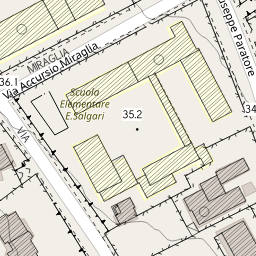 MIRAGLIA
Via Accursio Miraglia
Giuseppe Paratore
36.1
Scuola
Elementare
E.Salgari
35.2
34
VIA